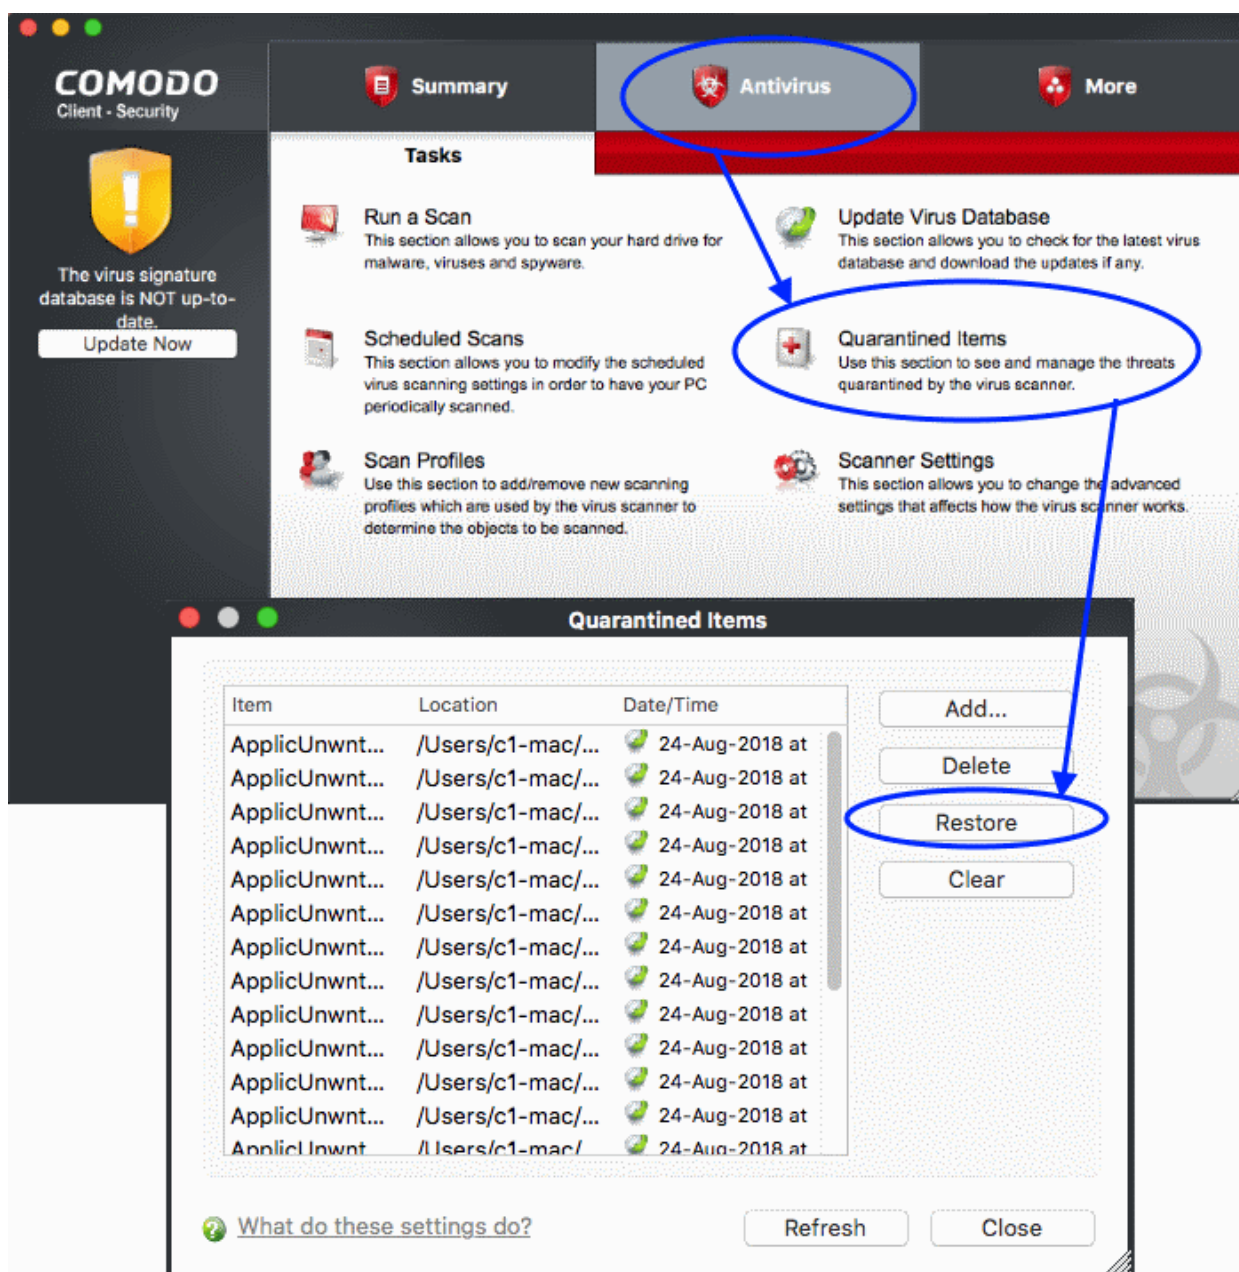 COMODO
Client - Security
Summary
Antivirus
More
Tasks
The virus signature
database is NOT up-to-
date.
Update Now
Run a Scan
This section allows you to scan your hard drive for
malware, viruses and spyware.
Update Virus Database
This section allows you to check for the latest virus
database and download the updates if any.
Scheduled Scans
This section allows you to modify the scheduled
virus scanning settings in order to have your PC
periodically scanned.
Quarantined Items
Use this section to see and manage the threats
quarantined by the virus scanner.
Scan Profiles
Use this section to add/remove new scanning
profiles which are used by the virus scanner to
determine the objects to be scanned.
Scanner Settings
This section allows you to change the advanced
settings that affects how the virus scanner works.
Quarantined Items
Item Location Date/Time
ApplicUnwnt... /Users/c1-mac/... 24-Aug-2018 at
ApplicUnwnt... /Users/c1-mac/... 24-Aug-2018 at
ApplicUnwnt... /Users/c1-mac/... 24-Aug-2018 at
ApplicUnwnt... /Users/c1-mac/... 24-Aug-2018 at
ApplicUnwnt... /Users/c1-mac/... 24-Aug-2018 at
ApplicUnwnt... /Users/c1-mac/... 24-Aug-2018 at
ApplicUnwnt... /Users/c1-mac/... 24-Aug-2018 at
ApplicUnwnt... /Users/c1-mac/... 24-Aug-2018 at
ApplicUnwnt... /Users/c1-mac/... 24-Aug-2018 at
ApplicUnwnt... /Users/c1-mac/... 24-Aug-2018 at
ApplicUnwnt... /Users/c1-mac/... 24-Aug-2018 at
ApplicUnwnt... /Users/c1-mac/... 24-Aug-2018 at
ApplicUnwnt /Users/c1-mac/ 24-Aug-2018 at
Add...
Delete
Restore
Clear
What do these settings do?
Refresh
Close